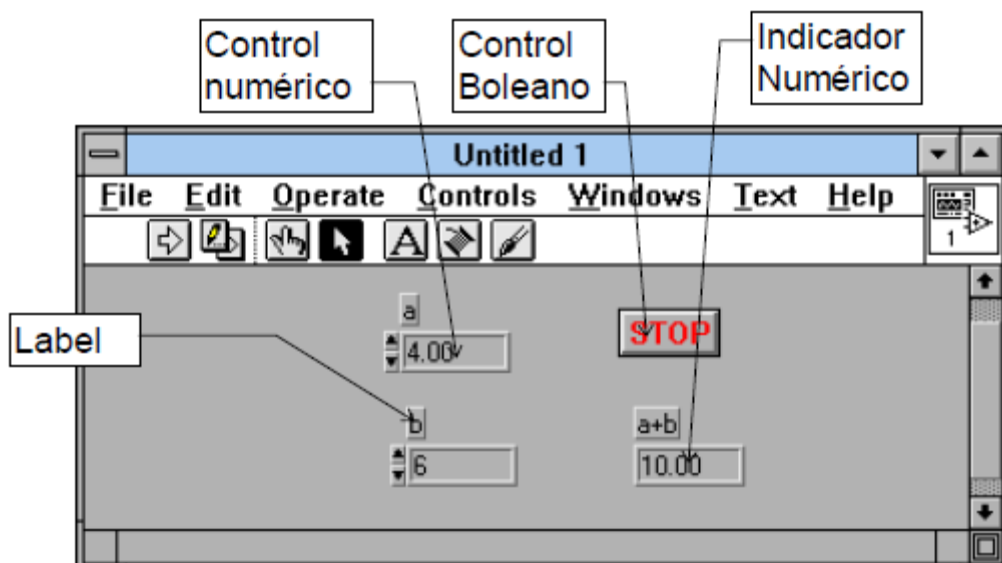 Control
numérico
Control
Boleano
Indicador
Numérico
Untitled 1
File Edit Operate Controls Windows Text Help
A
1
a
STOP
Label
4.00
b
a+b
6
10.00